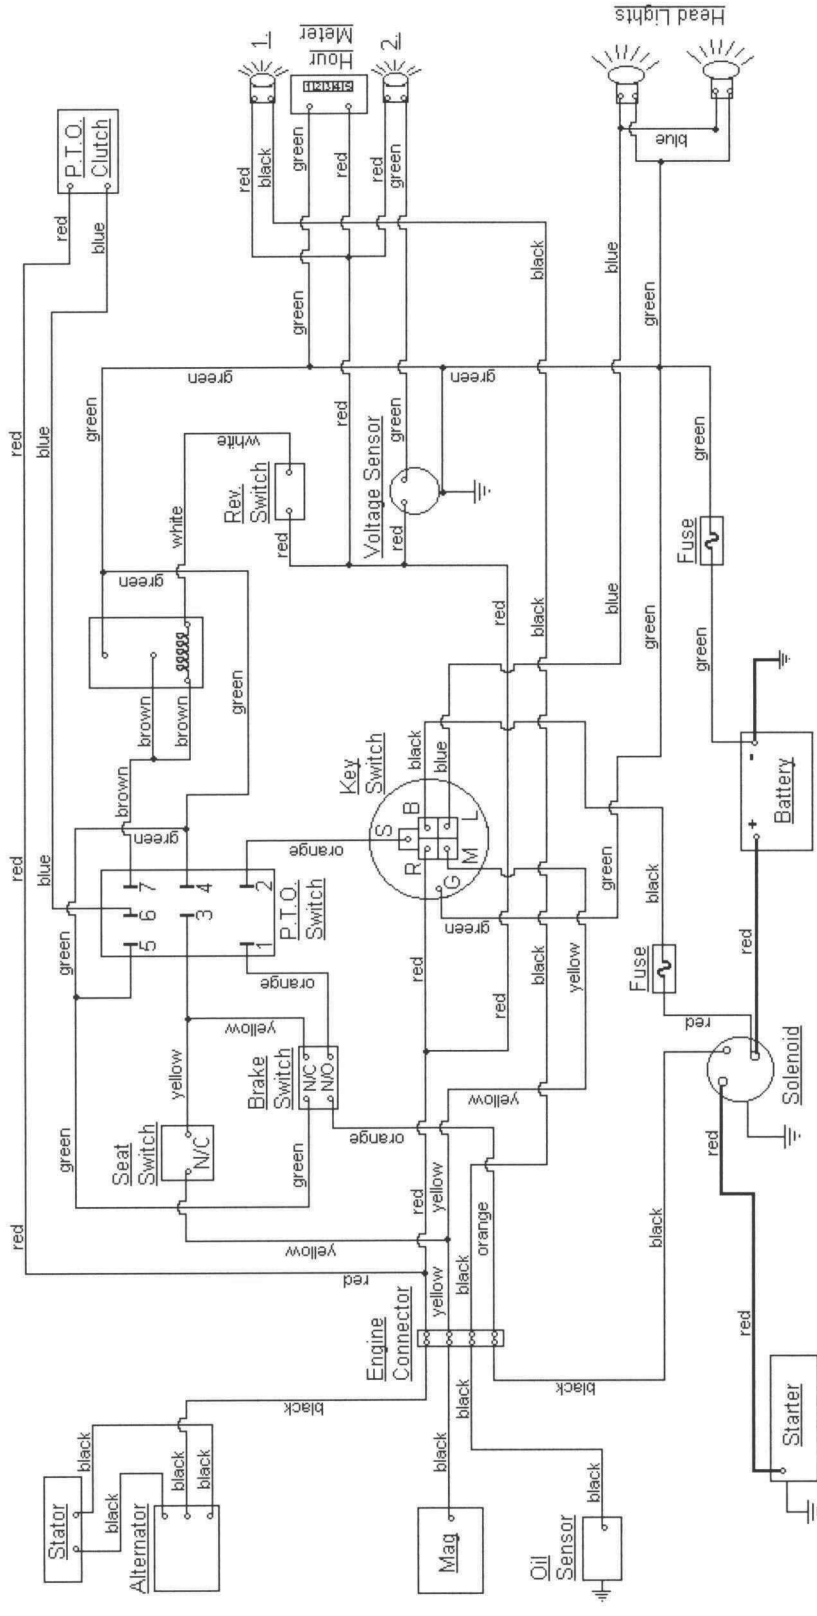 P.T.O.
Clutch
red
blue
1.
Hour
Meter
12345
2.
Head Lights
red
black
green
red
red
green
blue
black
blue
green
green
green
green
green
green
red
green
green
red
blue
white
Rev.
Switch
red
white
Voltage Sensor
red
green
Fuse
green
green
red
black
blue
green
green
brown
brown
brown
green
green
Key
Switch
S
R
B
M
L
G
black
blue
orange
Battery
-
+
7
4
2
6
3
5
1
P.T.O.
Switch
red
blue
green
green
black
Fuse
red
red
red
black
yellow
green
orange
yellow
yellow
Brake
Switch
N/C
N/O
Seat
Switch
N/C
green
green
orange
yellow
Solenoid
red
red
red
yellow
red
yellow
orange
black
yellow
black
Engine
Connector
red
black
black
black
black
red
Stator
Alternator
black
black
black
black
Mag
Oil
Sensor
black
Starter